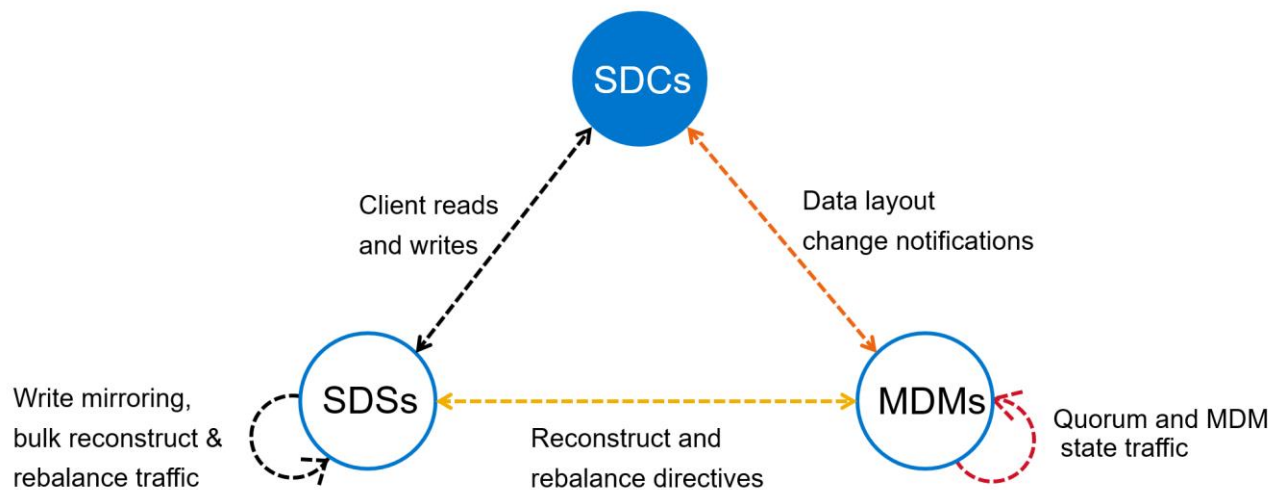 SDCs
Client reads
and writes
Data layout
change notifications
SDSs
MDMs
Write mirroring,
bulk reconstruct &
rebalance traffic
Reconstruct and
rebalance directives
Quorum and MDM
state traffic